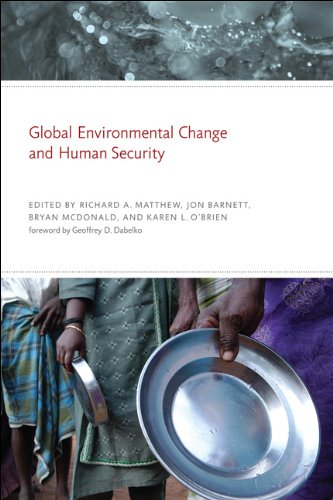 Global Environmental Change
and Human Security
EDITED BY RICHARD A. MATTHEW, JON BARNETT,
BRYAN MCDONALD, AND KAREN L. O'BRIEN
foreword by Geoffrey D. Dabelko